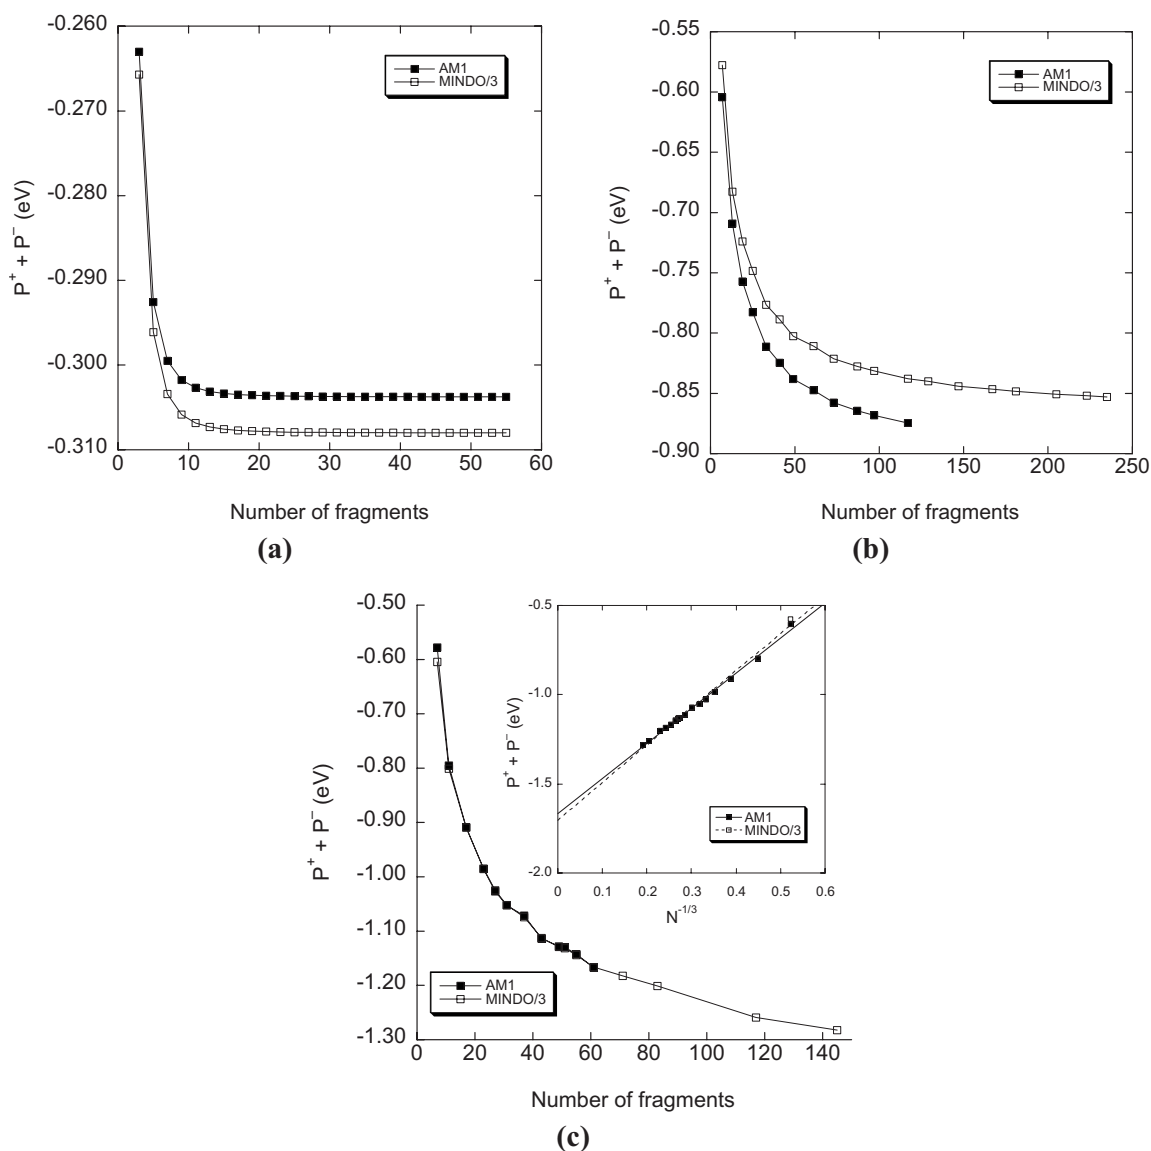 -0.260
-0.270
-0.280
-0.290
-0.300
-0.310
P⁺ + P⁻ (eV)
AM1
MINDO/3
0 10 20 30 40 50 60
Number of fragments
(a)
-0.55
-0.60
-0.65
-0.70
-0.75
-0.80
-0.85
-0.90
P⁺ + P⁻ (eV)
AM1
MINDO/3
0 50 100 150 200 250
Number of fragments
(b)
-0.50
-0.60
-0.70
-0.80
-0.90
-1.00
-1.10
-1.20
-1.30
P⁺ + P⁻ (eV)
AM1
MINDO/3
0 20 40 60 80 100 120 140
Number of fragments
-0.5
-1.0
-1.5
-2.0
P⁺ + P⁻ (eV)
AM1
MINDO/3
0 0.1 0.2 0.3 0.4 0.5 0.6
N⁻¹/³
(c)